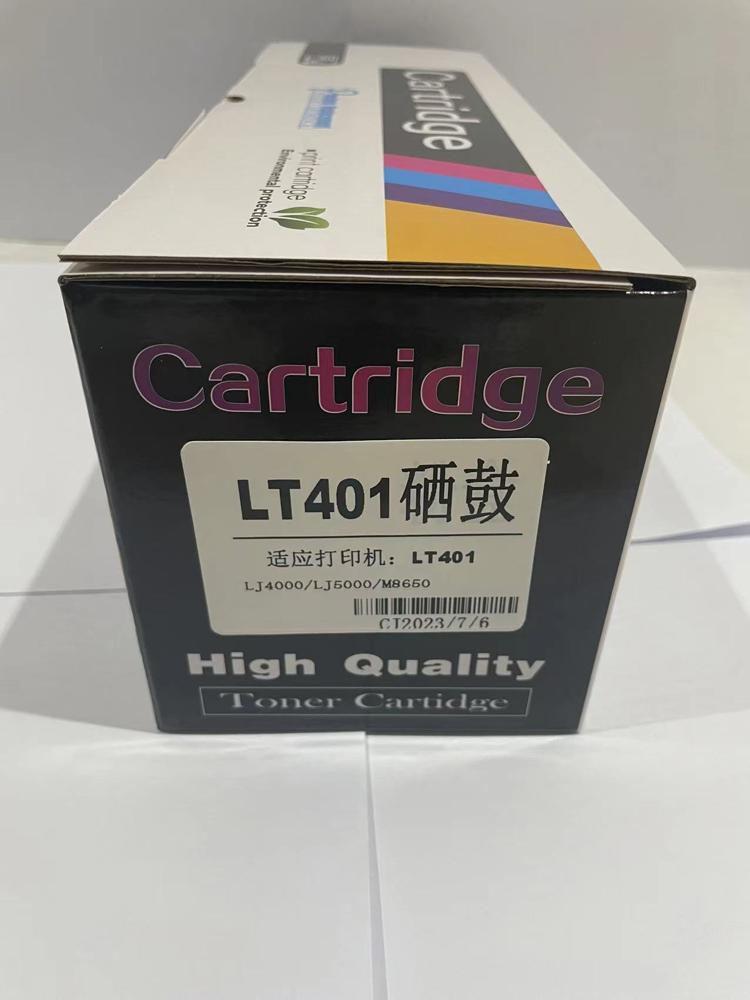 Cartridge
print cartridge
Environmental protection
Cartridge
LT401硒鼓
适应打印机：LT401
LJ4000/LJ5000/M8650
CT2023/7/6
High Quality
Toner Cartidge